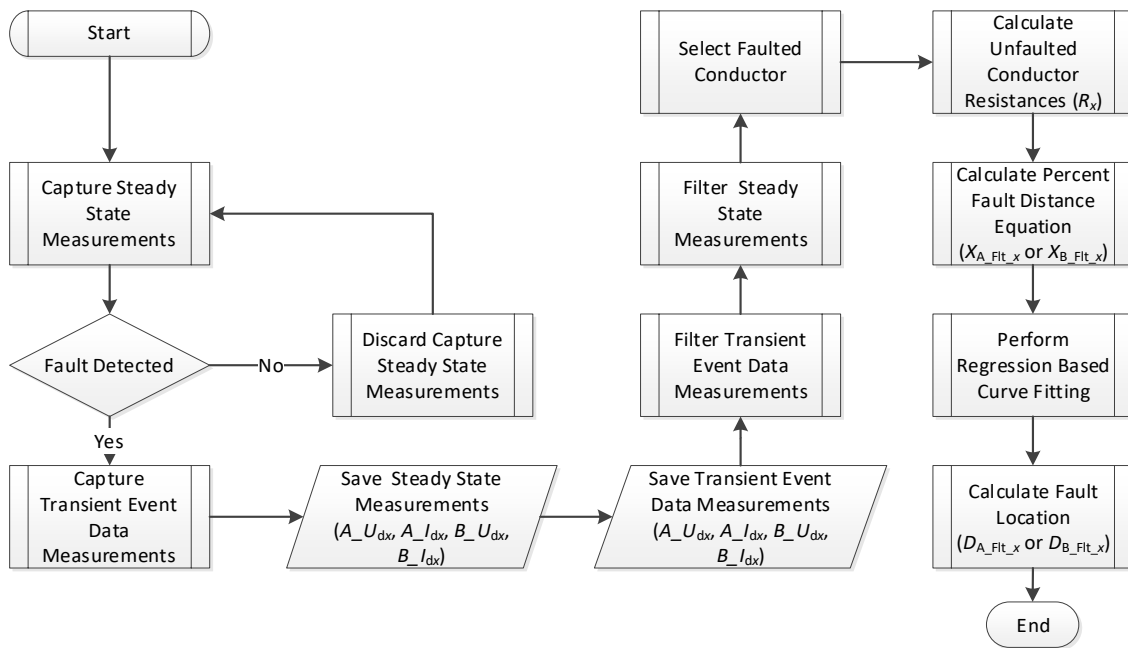 Start
Capture Steady
State
Measurements
Fault Detected
No
Discard Capture
Steady State
Measurements
Yes
Capture
Transient Event
Data
Measurements
Save Steady State
Measurements
(A_Udx, A_Idx, B_Udx,
B_Idx)
Save Transient Event
Data Measurements
(A_Udx, A_Idx, B_Udx,
B_Idx)
Filter Transient
Event Data
Measurements
Filter Steady
State
Measurements
Select Faulted
Conductor
Calculate
Unfaulted
Conductor
Resistances (Rx)
Calculate Percent
Fault Distance
Equation
(XA_Flt_x or XB_Flt_x)
Perform
Regression Based
Curve Fitting
Calculate Fault
Location
(DA_Flt_x or DB_Flt_x)
End